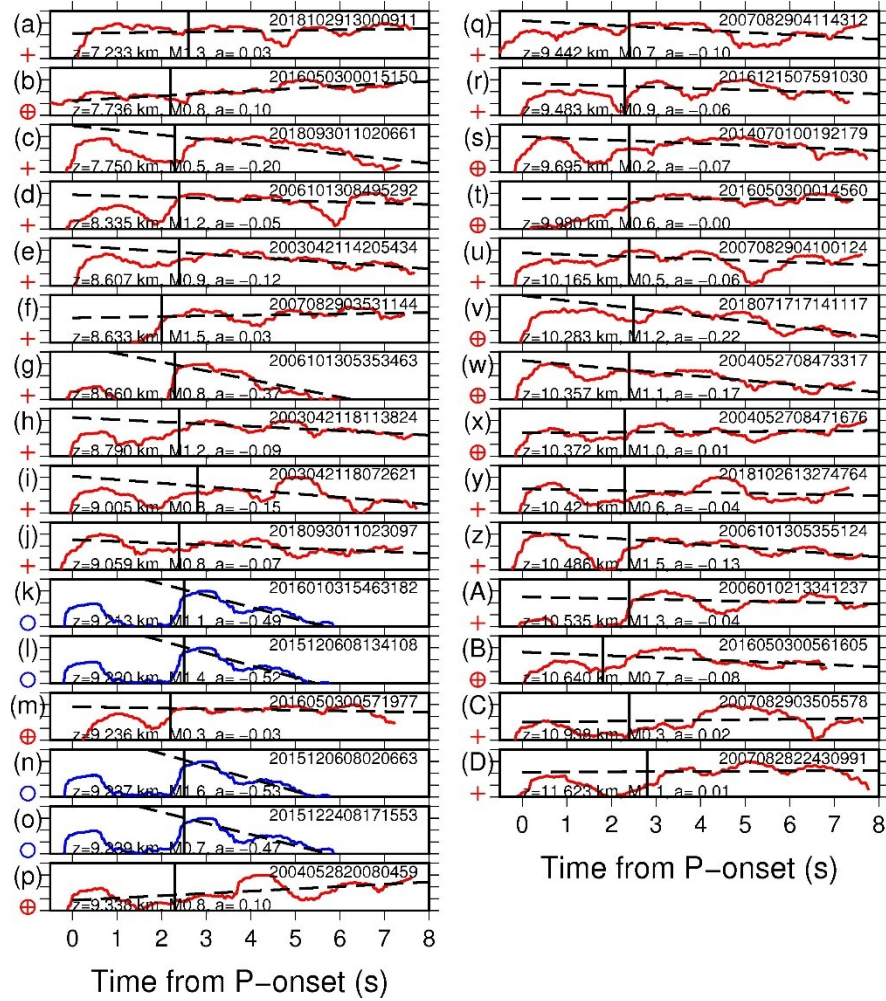 (a) 2018102913000911
+ z=7.233 km, M1.3, a= 0.03
(b) 2016050300015150
z=7.736 km, M0.8, a= 0.10
(c) 2018093011020661
+ z=7.750 km, M0.5, a= −0.20
(d) 2006101308495292
+ z=8.335 km, M1.2, a= −0.05
(e) 2003042114205434
+ z=8.607 km, M0.9, a= −0.12
(f) 2007082903531144
+ z=8.633 km, M1.5, a= 0.03
(g) 2006101305353463
+ z=8.660 km, M0.8, a= −0.37
(h) 2003042118113824
+ z=8.790 km, M1.2, a= −0.09
(i) 2003042118072621
+ z=9.005 km, M0.8, a= −0.15
(j) 2018093011023097
+ z=9.059 km, M0.8, a= −0.07
(k) 2016010315463182
z=9.213 km, M1.1, a= −0.49
(l) 2015120608134108
z=9.220 km, M1.4, a= −0.52
(m) 2016050300571977
z=9.236 km, M0.3, a= −0.03
(n) 2015120608020663
z=9.237 km, M1.6, a= −0.53
(o) 2015122408171553
z=9.239 km, M0.7, a= −0.47
(p) 2004052820080459
z=9.338 km, M0.8, a= 0.10
0 1 2 3 4 5 6 7 8
Time from P−onset (s)
(q) 2007082904114312
+ z=9.442 km, M0.7, a= −0.10
(r) 2016121507591030
+ z=9.483 km, M0.9, a= −0.06
(s) 2014070100192179
z=9.695 km, M0.2, a= −0.07
(t) 2016050300014560
z=9.980 km, M0.6, a= −0.00
(u) 2007082904100124
+ z=10.165 km, M0.5, a= −0.06
(v) 2018071717141117
z=10.283 km, M1.2, a= −0.22
(w) 2004052708473317
z=10.357 km, M1.1, a= −0.17
(x) 2004052708471676
z=10.372 km, M1.0, a= 0.01
(y) 2018102613274764
+ z=10.421 km, M0.6, a= −0.04
(z) 2006101305355124
+ z=10.486 km, M1.5, a= −0.13
(A) 2006010213341237
+ z=10.535 km, M1.3, a= −0.04
(B) 2016050300561605
z=10.640 km, M0.7, a= −0.08
(C) 2007082903505578
+ z=10.938 km, M0.3, a= 0.02
(D) 2007082822430991
+ z=11.623 km, M1.1, a= 0.01
0 1 2 3 4 5 6 7 8
Time from P−onset (s)